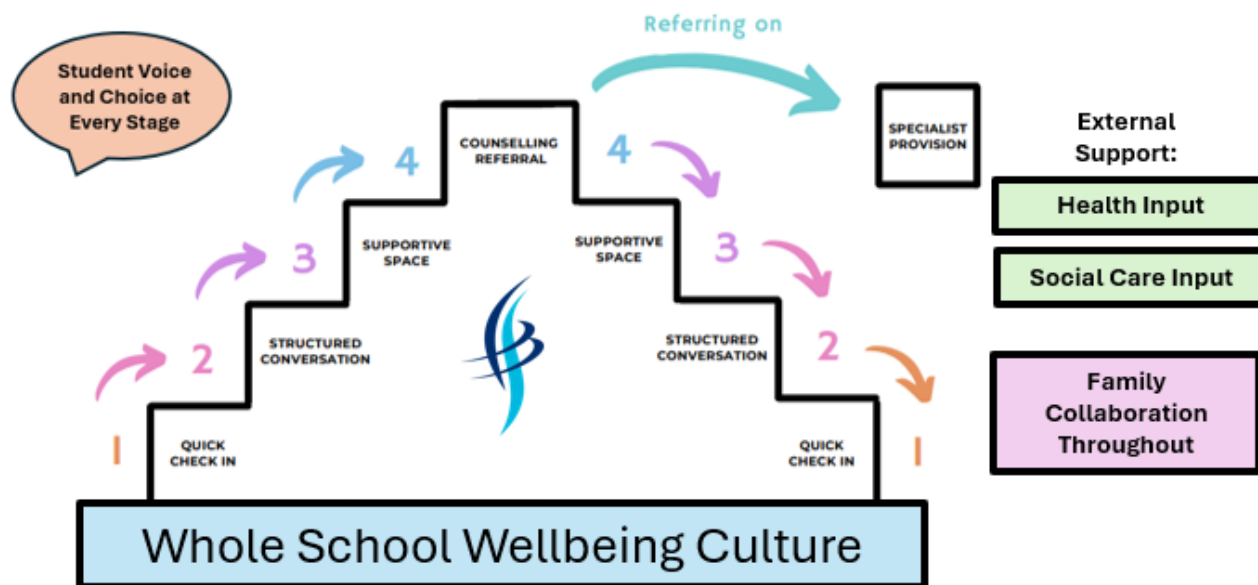 Referring on
Student Voice
and Choice at
Every Stage
SPECIALIST
PROVISION
External
Support:
COUNSELLING
REFERRAL
4
4
Health Input
3
SUPPORTIVE
SPACE
SUPPORTIVE
SPACE
3
Social Care Input
2
STRUCTURED
CONVERSATION
STRUCTURED
CONVERSATION
2
Family
Collaboration
Throughout
1
QUICK
CHECK IN
QUICK
CHECK IN
1
Whole School Wellbeing Culture